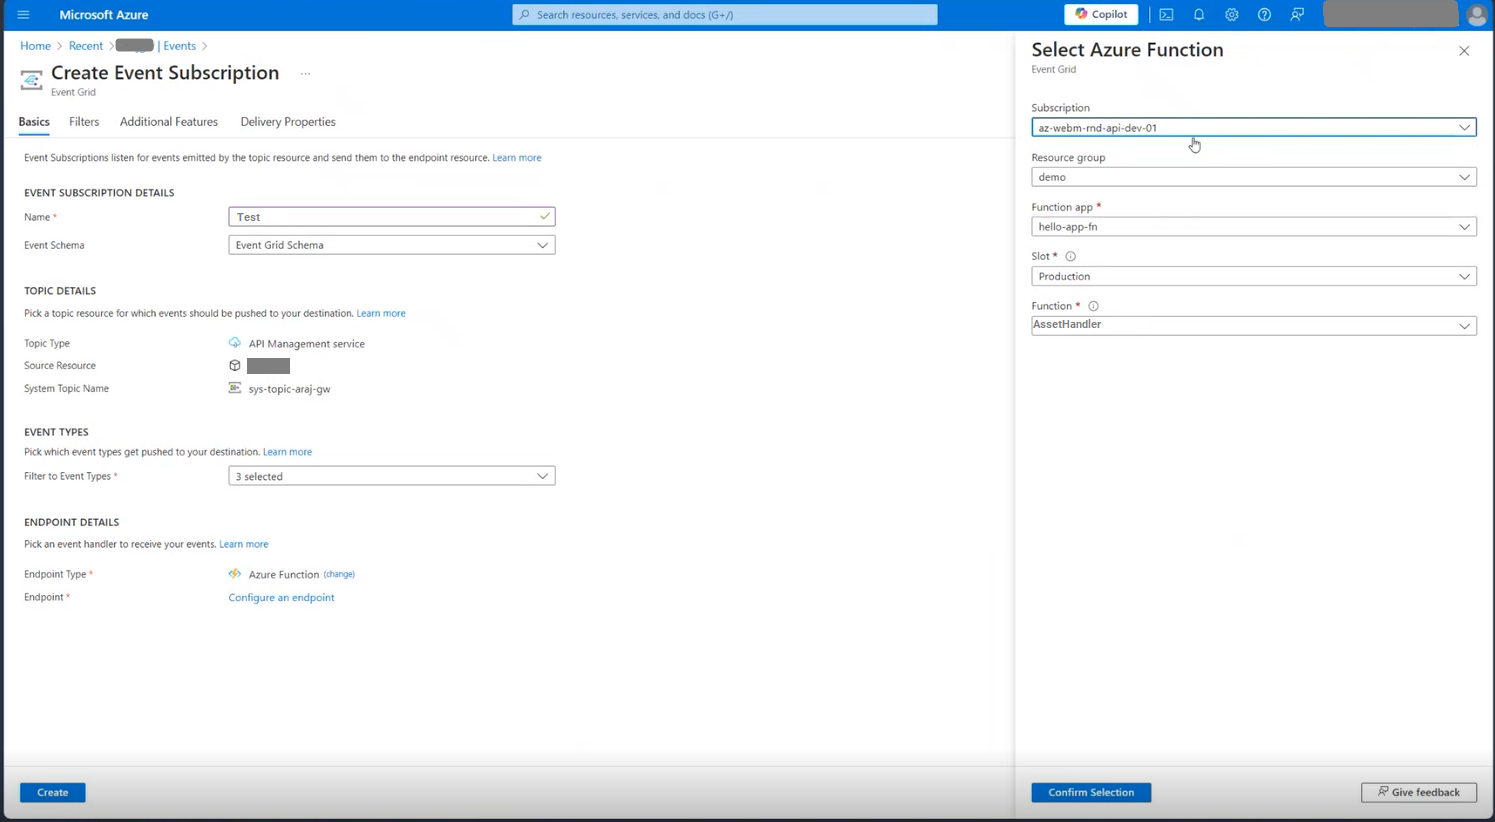 Microsoft Azure
Search resources, services, and docs (G+/)
Copilot
Home > Recent > | Events >
Create Event Subscription ...
Event Grid
Basics Filters Additional Features Delivery Properties
Event Subscriptions listen for events emitted by the topic resource and send them to the endpoint resource. Learn more
EVENT SUBSCRIPTION DETAILS
Name * Test
Event Schema Event Grid Schema
TOPIC DETAILS
Pick a topic resource for which events should be pushed to your destination. Learn more
Topic Type API Management service
Source Resource
System Topic Name sys-topic-araj-gw
EVENT TYPES
Pick which event types get pushed to your destination. Learn more
Filter to Event Types * 3 selected
ENDPOINT DETAILS
Pick an event handler to receive your events. Learn more
Endpoint Type * Azure Function (change)
Endpoint * Configure an endpoint
Create
Select Azure Function
Event Grid
Subscription
az-webm-rnd-api-dev-01
Resource group
demo
Function app *
hello-app-fn
Slot *
Production
Function *
AssetHandler
Confirm Selection
Give feedback